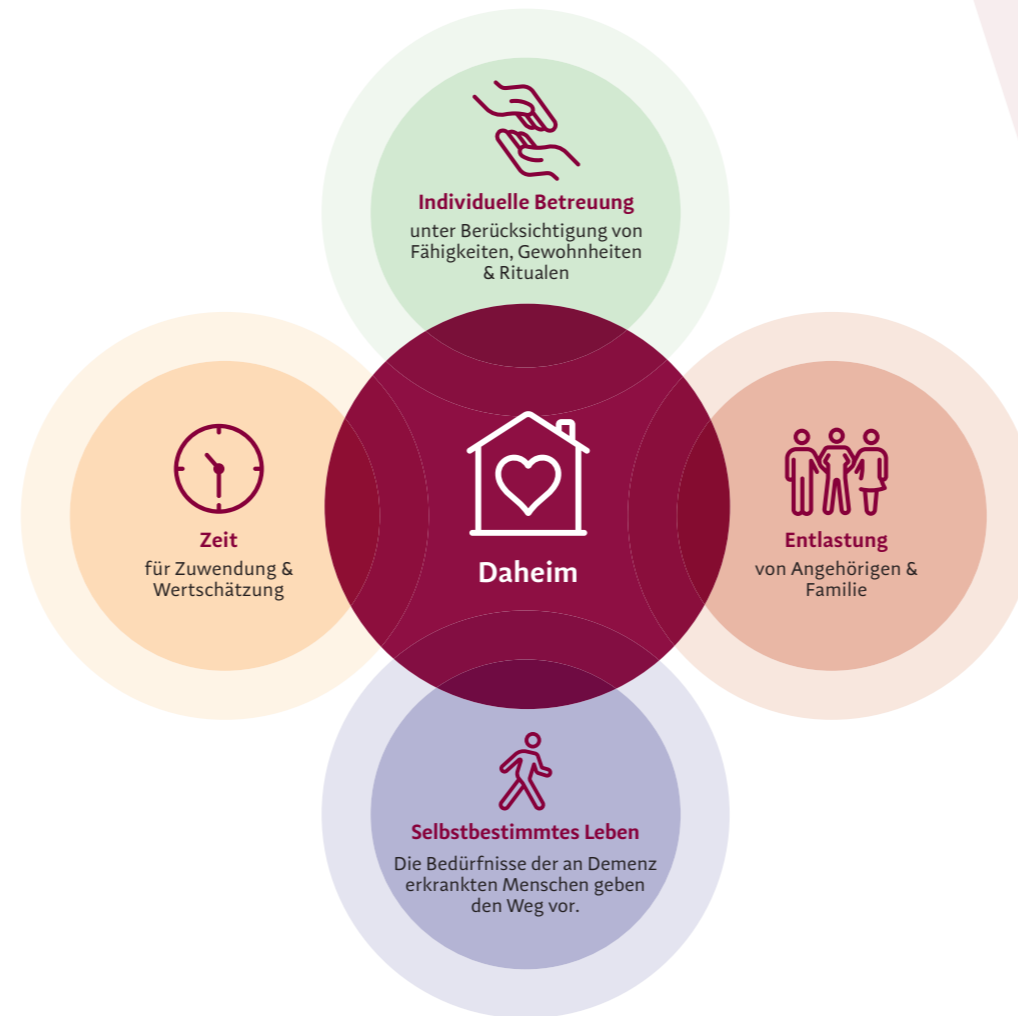 Individuelle Betreuung
unter Berücksichtigung von
Fähigkeiten, Gewohnheiten
& Ritualen
Zeit
für Zuwendung &
Wertschätzung
Daheim
Entlastung
von Angehörigen &
Familie
Selbstbestimmtes Leben
Die Bedürfnisse der an Demenz
erkrankten Menschen geben
den Weg vor.